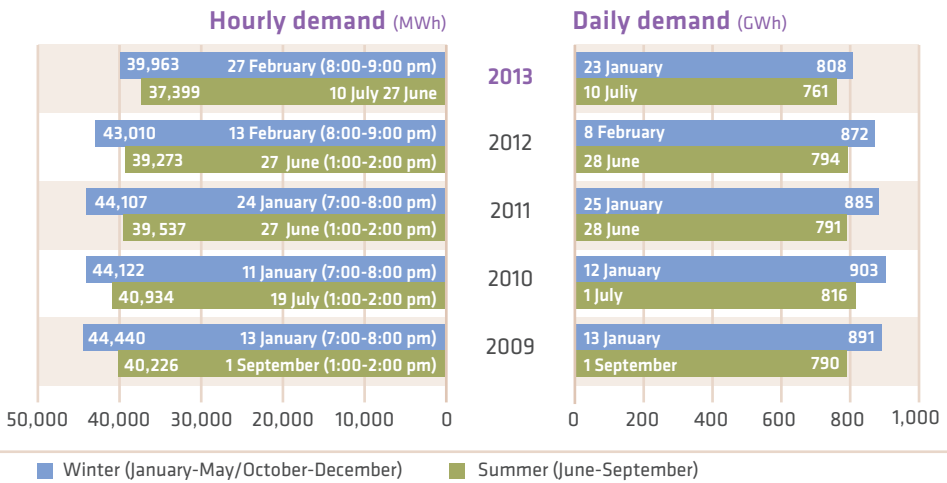 Hourly demand (MWh) Daily demand (GWh)
39,963 27 February (8:00-9:00 pm) 2013 23 January 808
37,399 10 July 27 June 10 Juliy 761
43,010 13 February (8:00-9:00 pm) 2012 8 February 872
39,273 27 June (1:00-2:00 pm) 28 June 794
44,107 24 January (7:00-8:00 pm) 2011 25 January 885
39,537 27 June (1:00-2:00 pm) 28 June 791
44,122 11 January (7:00-8:00 pm) 2010 12 January 903
40,934 19 July (1:00-2:00 pm) 1 July 816
44,440 13 January (7:00-8:00 pm) 2009 13 January 891
40,226 1 September (1:00-2:00 pm) 1 September 790
50,000 40,000 30,000 20,000 10,000 0 0 200 400 600 800 1,000
Winter (January-May/October-December) Summer (June-September)